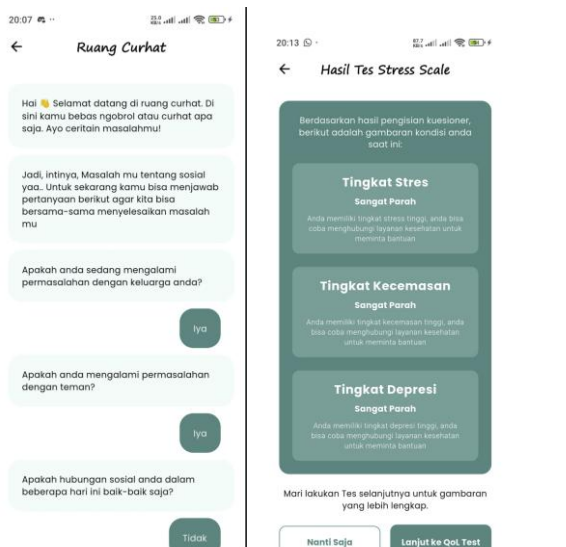 20:07
Ruang Curhat
Hai 👋 Selamat datang di ruang curhat. Di
sini kamu bebas ngobrol atau curhat apa
saja. Ayo ceritain masalahmu!
Jadi, intinya, Masalah mu tentang sosial
yaa.. Untuk sekarang kamu bisa menjawab
pertanyaan berikut agar kita bisa
bersama-sama menyelesaikan masalah
mu
Apakah anda sedang mengalami
permasalahan dengan keluarga anda?
Iya
Apakah anda mengalami permasalahan
dengan teman?
Iya
Apakah hubungan sosial anda dalam
beberapa hari ini baik-baik saja?
Tidak
20:13
Hasil Tes Stress Scale
Berdasarkan hasil pengisian kuesioner,
berikut adalah gambaran kondisi anda
saat ini:
Tingkat Stres
Sangat Parah
Anda memiliki tingkat stress tinggi, anda bisa
coba menghubungi layanan kesehatan untuk
meminta bantuan
Tingkat Kecemasan
Sangat Parah
Anda memiliki tingkat kecemasan tinggi, anda
bisa coba menghubungi layanan kesehatan
untuk meminta bantuan
Tingkat Depresi
Sangat Parah
Anda memiliki tingkat depresi tinggi, anda
bisa coba menghubungi layanan kesehatan
untuk meminta bantuan
Mari lakukan Tes selanjutnya untuk gambaran
yang lebih lengkap.
Nanti Saja
Lanjut ke QoL Test